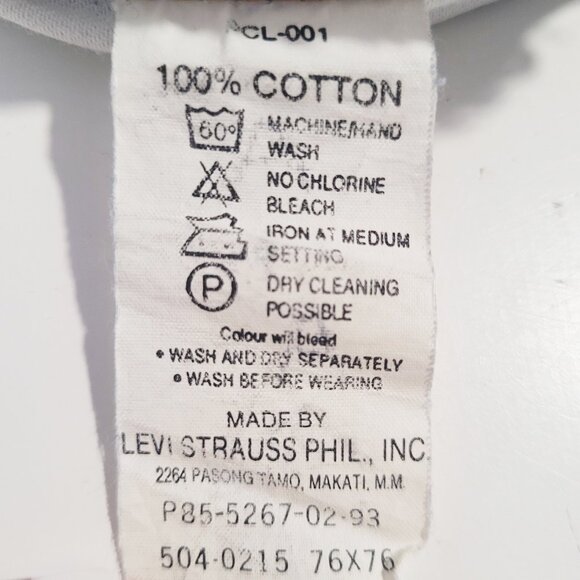 CL-001
100% COTTON
60°
MACHINE/HAND
WASH
NO CHLORINE
BLEACH
IRON AT MEDIUM
SETTING
P
DRY CLEANING
POSSIBLE
Colour will bleed
• WASH AND DRY SEPARATELY
• WASH BEFORE WEARING
MADE BY
LEVI STRAUSS PHIL., INC.
2264 PASONG TAMO, MAKATI, M.M.
P85-5267-02-93
504-0215 76X76